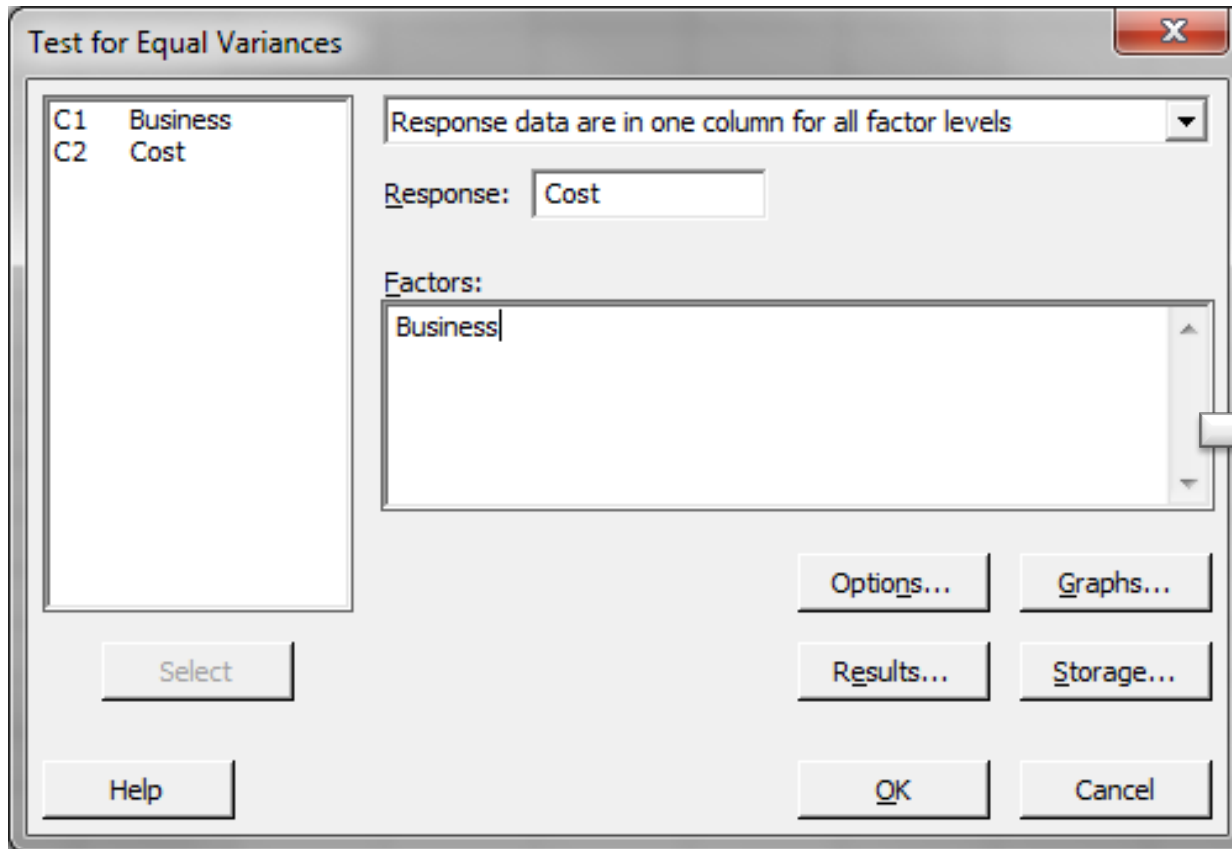 Test for Equal Variances
X
C1 Business
C2 Cost
Response data are in one column for all factor levels
Response: Cost
Factors:
Business
Options... Graphs...
Select Results... Storage...
Help OK Cancel